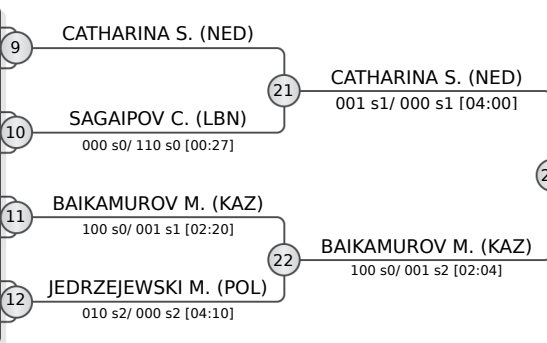 CATHARINA S. (NED)
9
21
CATHARINA S. (NED)
001 s1/ 000 s1 [04:00]
SAGAIPOV C. (LBN)
10
000 s0/ 110 s0 [00:27]
BAIKAMUROV M. (KAZ)
11
100 s0/ 001 s1 [02:20]
22
BAIKAMUROV M. (KAZ)
100 s0/ 001 s2 [02:04]
JEDRZEJEWSKI M. (POL)
12
010 s2/ 000 s2 [04:10]